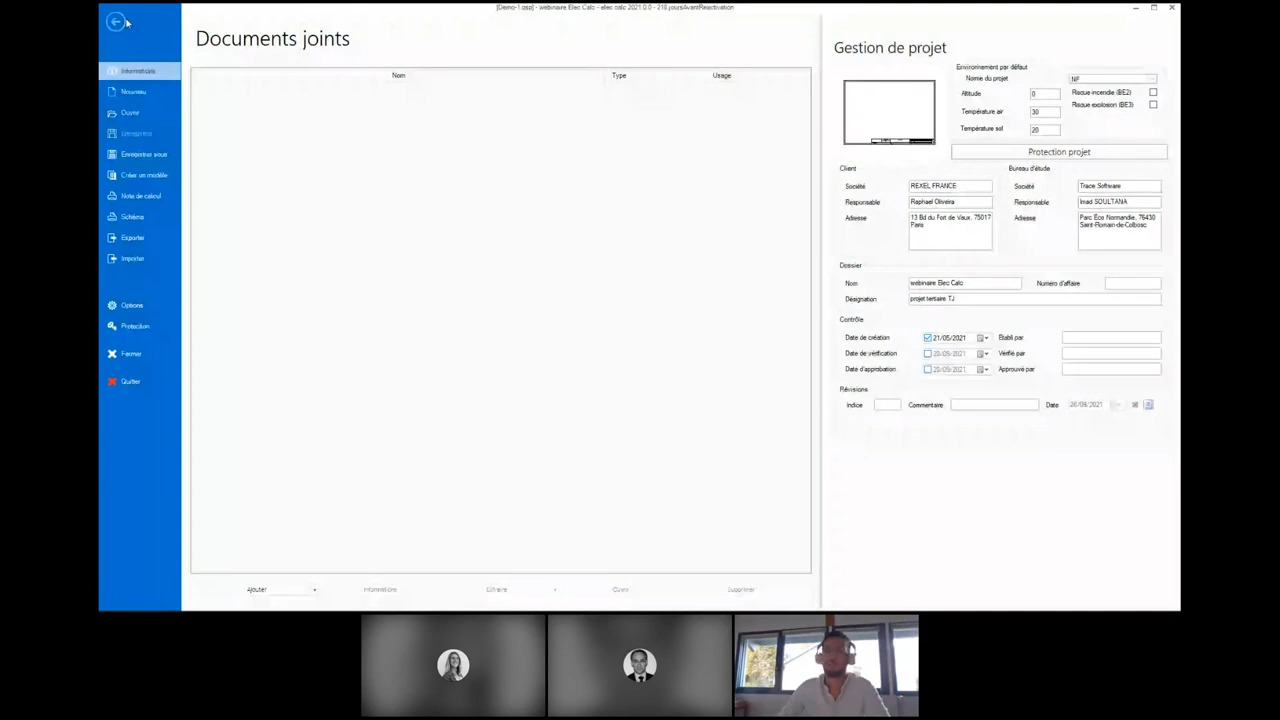 [Demo-1.qsa] - webinaire Elec Calc - elec calc 2021.0.0 - 218 joursAvantReactivation
Informations
Nouveau
Ouvrir
Enregistrer
Enregistrer sous
Créer un modèle
Note de calcul
Schéma
Exporter
Importer
Options
Protection
Fermer
Quitter
Documents joints
Nom Type Usage
Ajouter Informations Extraire Ouvrir Supprimer
Gestion de projet
Environnement par défaut
Norme du projet NF
Altitude 0 Risque incendie (BE2)
Température air 30 Risque explosion (BE3)
Température sol 20
Protection projet
Client Bureau d'étude
Société REXEL FRANCE Société Trace Software
Responsable Raphael Oliveira Responsable Imad SOULTANA
Adresse 13 Bd du Fort de Vaux, 75017 Adresse Parc Éco Normandie, 76430
Paris Saint-Romain-de-Colbosc
Dossier
Nom webinaire Elec Calc Numéro d'affaire
Désignation projet tertiaire TJ
Contrôle
Date de création 21/05/2021 Etabli par
Date de vérification Vérifié par
Date d'approbation Approuvé par
Révisions
Indice Commentaire Date